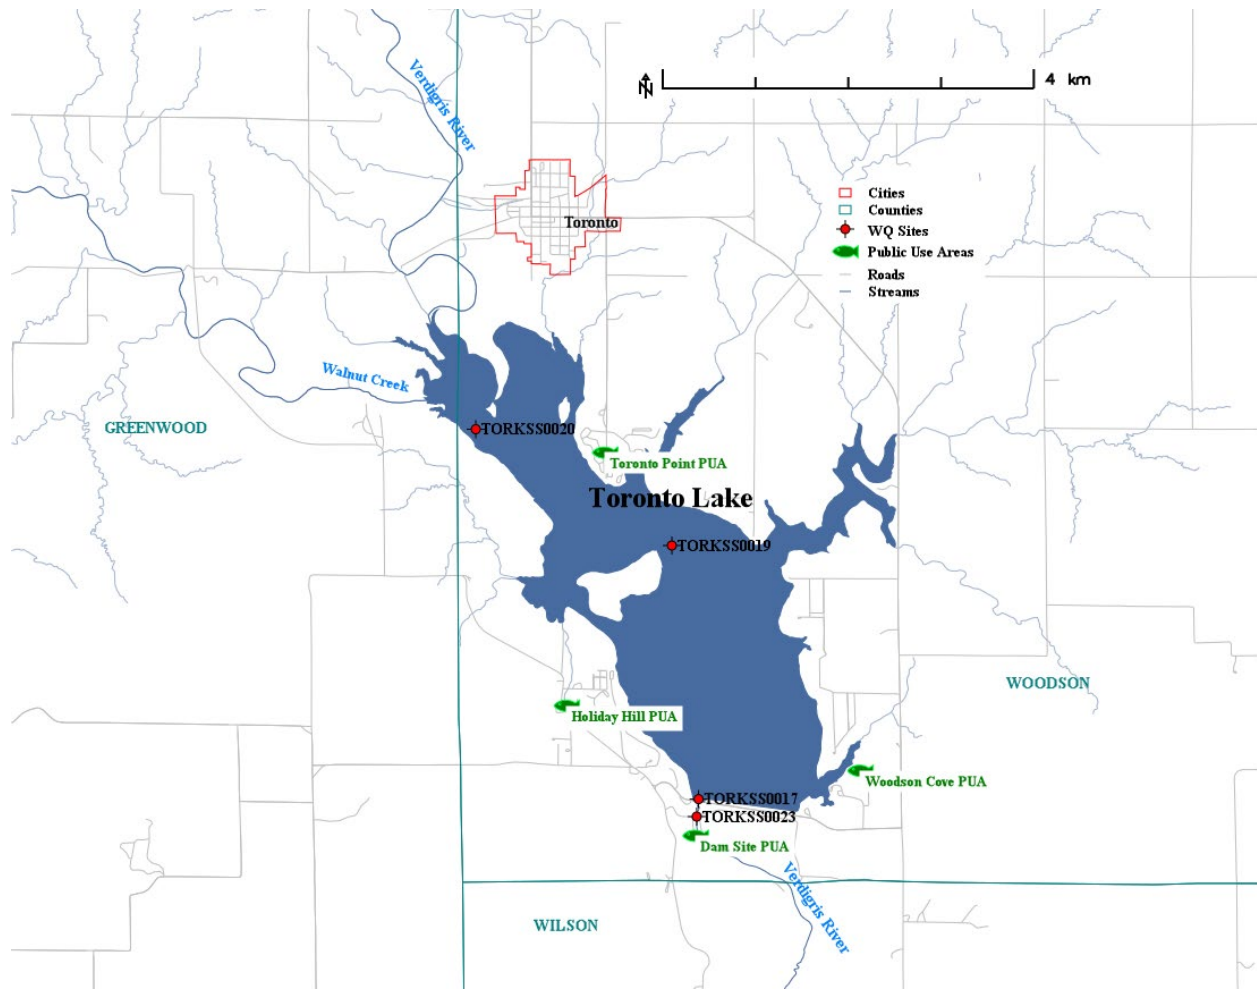 4 km
N
Verdigris River
Cities
Counties
WQ Sites
Public Use Areas
Roads
Streams
Toronto
Walnut Creek
GREENWOOD
TORKSS0020
Toronto Point PUA
Toronto Lake
TORKSS0019
WOODSON
Holiday Hill PUA
Woodson Cove PUA
TORKSS0017
TORKSS0023
Dam Site PUA
Verdigris River
WILSON